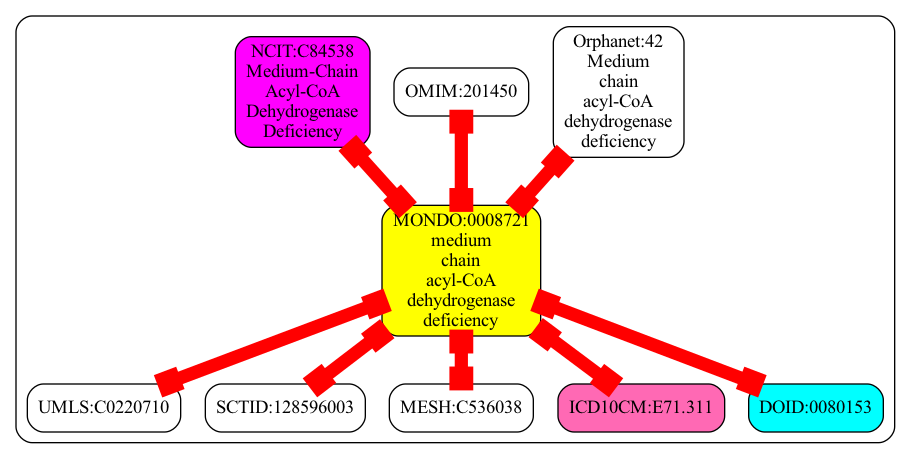 NCIT:C84538
Medium-Chain
Acyl-CoA
Dehydrogenase
Deficiency
OMIM:201450
Orphanet:42
Medium
chain
acyl-CoA
dehydrogenase
deficiency
MONDO:0008721
medium
chain
acyl-CoA
dehydrogenase
deficiency
UMLS:C0220710
SCTID:128596003
MESH:C536038
ICD10CM:E71.311
DOID:0080153